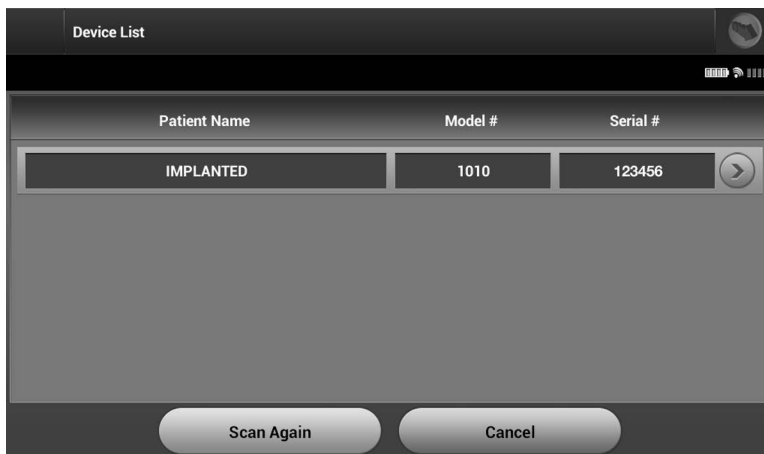 Device List
Patient Name Model # Serial #
IMPLANTED 1010 123456
Scan Again Cancel